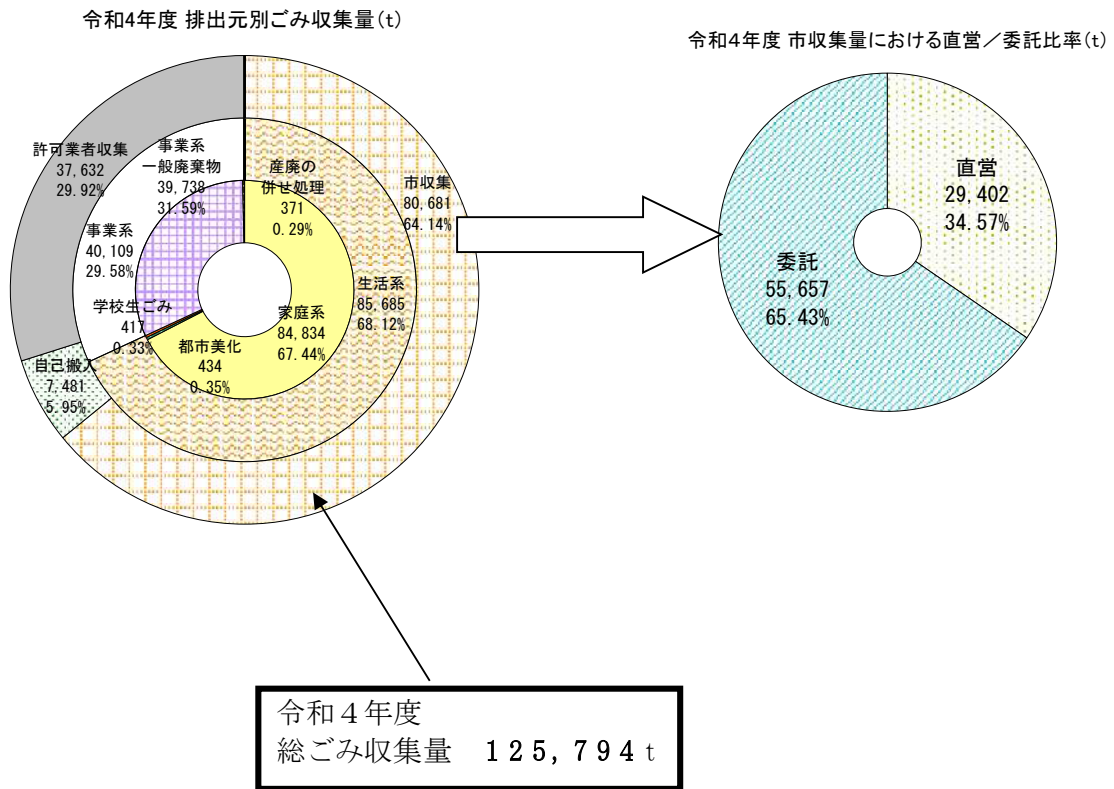 令和4年度 排出元別ごみ収集量(t)
許可業者収集
37,632
29.92%
事業系
一般廃棄物
39,738
31.59%
産廃の
併せ処理
371
0.29%
市収集
80,681
64.14%
事業系
40,109
29.58%
生活系
85,685
68.12%
学校生ごみ
417
0.33%
家庭系
84,834
67.44%
都市美化
434
0.35%
自己搬入
7,481
5.95%
令和4年度 市収集量における直営／委託比率(t)
直営
29,402
34.57%
委託
55,657
65.43%
令和４年度
総ごみ収集量　１２５,７９４ｔ